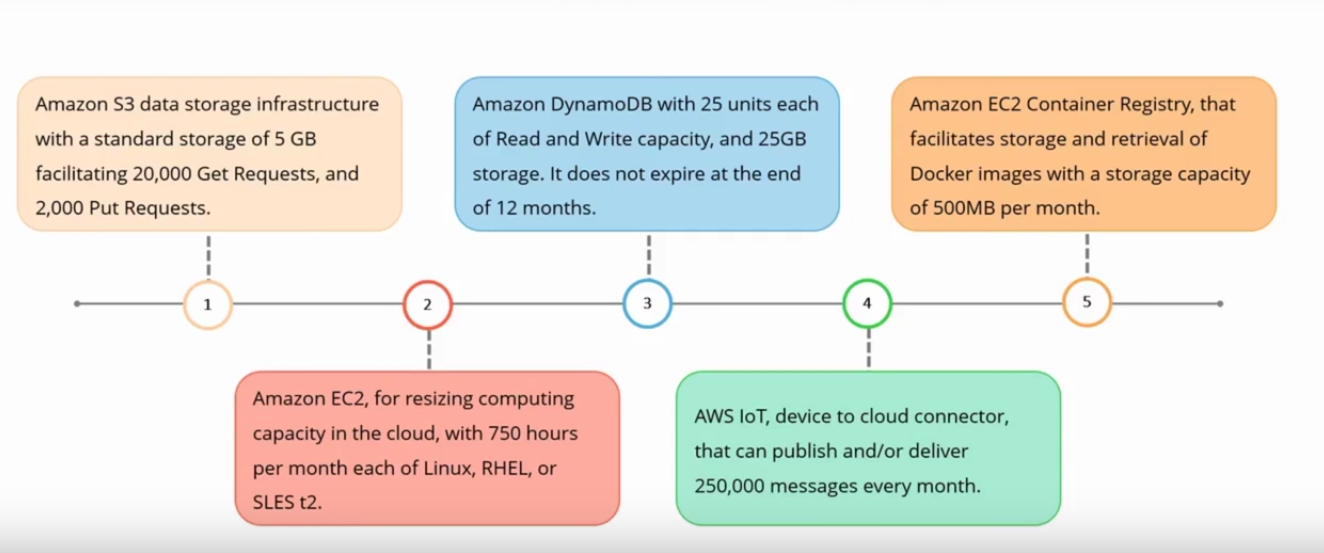 Amazon S3 data storage infrastructure
with a standard storage of 5 GB
facilitating 20,000 Get Requests, and
2,000 Put Requests.
Amazon DynamoDB with 25 units each
of Read and Write capacity, and 25GB
storage. It does not expire at the end
of 12 months.
Amazon EC2 Container Registry, that
facilitates storage and retrieval of
Docker images with a storage capacity
of 500MB per month.
1
2
3
4
5
Amazon EC2, for resizing computing
capacity in the cloud, with 750 hours
per month each of Linux, RHEL, or
SLES t2.
AWS IoT, device to cloud connector,
that can publish and/or deliver
250,000 messages every month.